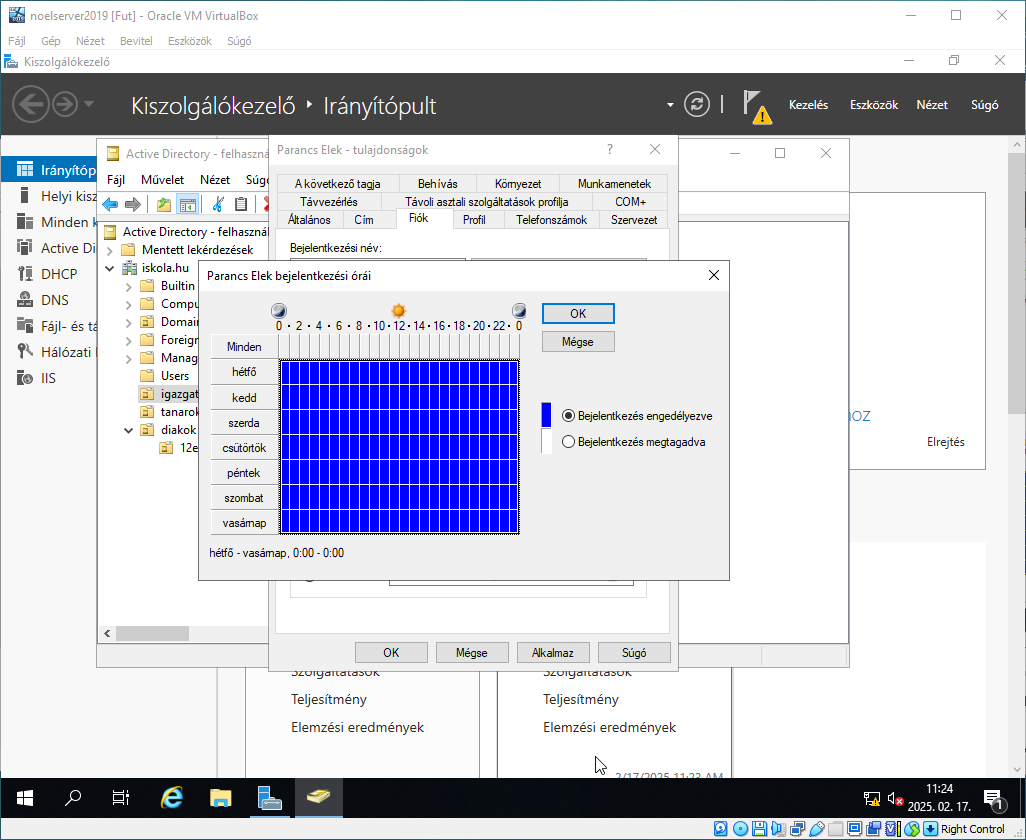 noelserver2019 [Fut] - Oracle VM VirtualBox
Fájl Gép Nézet Bevitel Eszközök Súgó
Kiszolgálókezelő
Kiszolgálókezelő Irányítópult
Kezelés Eszközök Nézet Súgó
Irányítóp
Helyi kisz
Minden k
Active Di
DHCP
DNS
Fájl- és tá
Hálózati
IIS
Active Directory - felhaszná
Fájl Művelet Nézet Súg
Active Directory - felhasznál
Mentett lekérdezések
iskola.hu
Builtin
Compu
Domain
Foreign
Manag
Users
igazgat
tanarok
diakok
12e
Parancs Elek - tulajdonságok
A következő tagja Behívás Környezet Munkamenetek
Távvezérlés Távoli asztali szolgáltatások profilja COM+
Általános Cím Fiók Profil Telefonszámok Szervezet
Bejelentkezési név:
Parancs Elek bejelentkezési órái
0 · 2 · 4 · 6 · 8 · 10 · 12 · 14 · 16 · 18 · 20 · 22 · 0
Minden
hétfő
kedd
szerda
csütörtök
péntek
szombat
vasárnap
OK
Mégse
Bejelentkezés engedélyezve
Bejelentkezés megtagadva
hétfő - vasárnap, 0:00 - 0:00
OK Mégse Alkalmaz Súgó
hoz
Elrejtés
Szolgáltatások
Teljesítmény
Elemzési eredmények
Szolgáltatások
Teljesítmény
Elemzési eredmények
2/17/2025 11:23 AM
11:24
2025. 02. 17.
1
Right Control